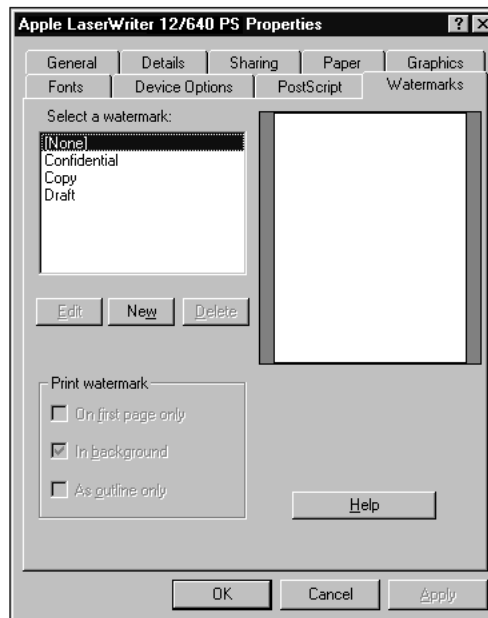 Apple LaserWriter 12/640 PS Properties
General Details Sharing Paper Graphics
Fonts Device Options PostScript Watermarks
Select a watermark:
[None]
Confidential
Copy
Draft
Edit New Delete
Print watermark
On first page only
In background
As outline only
Help
OK Cancel Apply